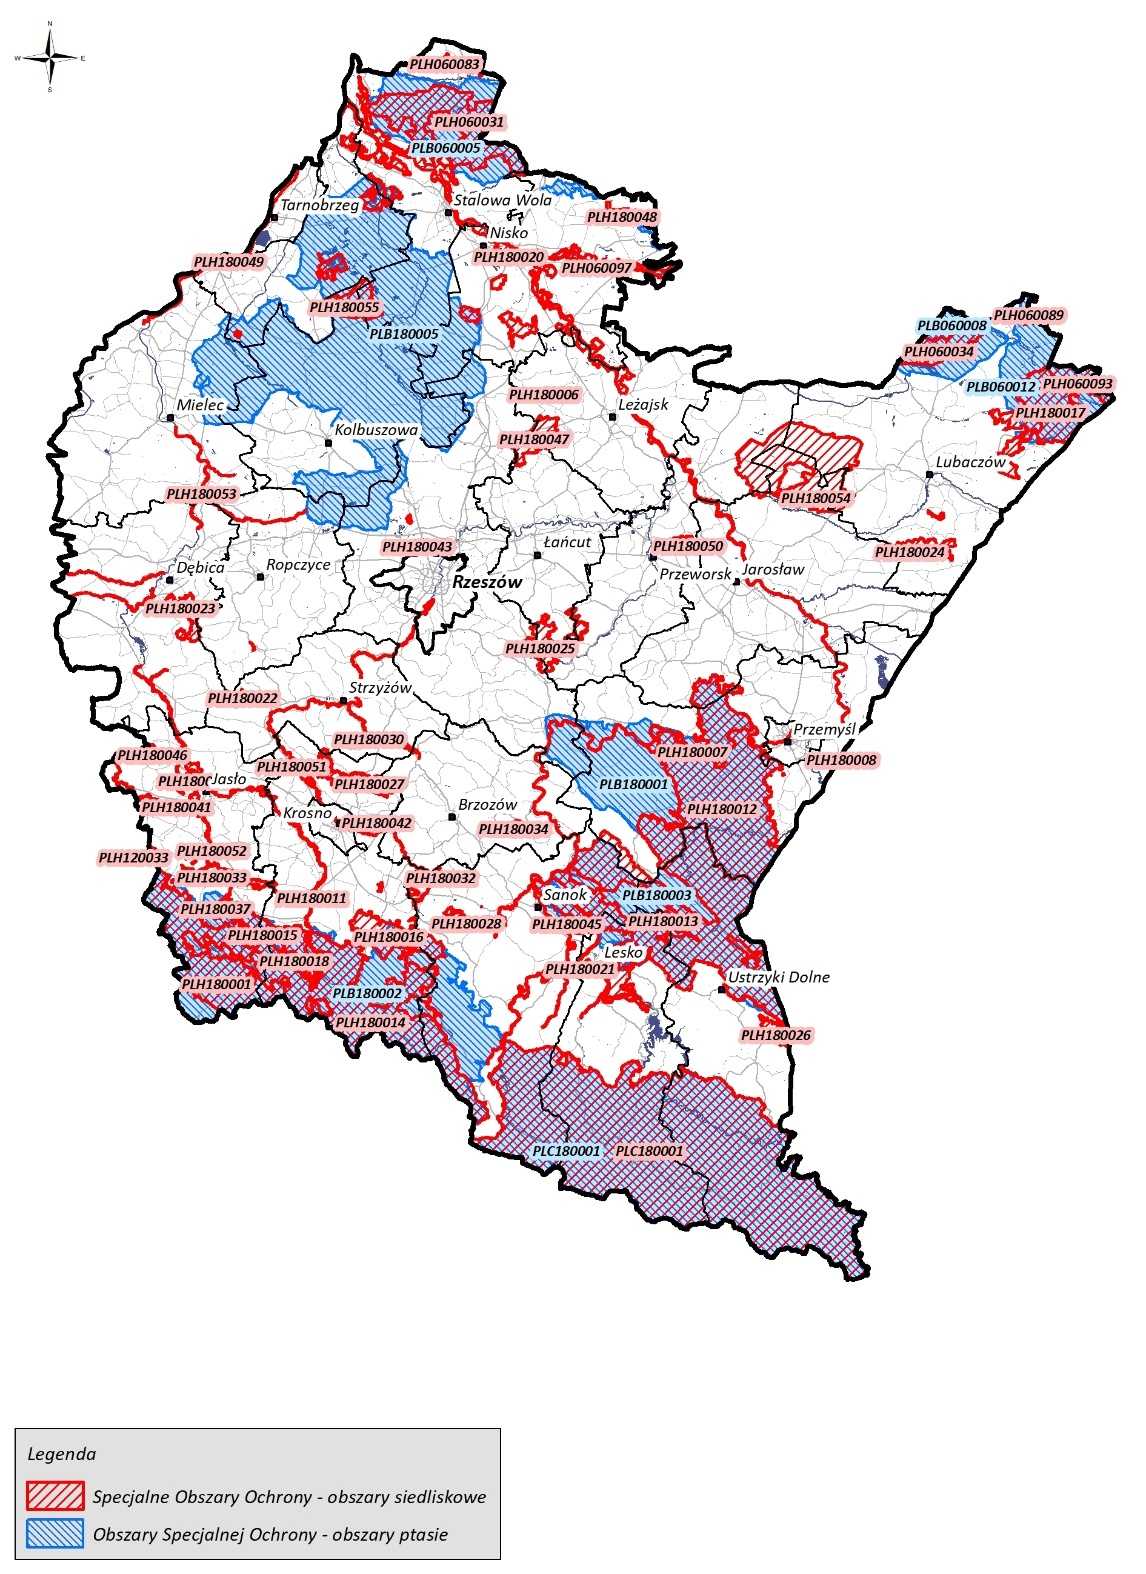 N
W E
S
PLH060083
PLH060031
PLB060005
Tarnobrzeg
Stalowa Wola
PLH180048
Nisko
PLH180049
PLH180020
PLH060097
PLH180055
PLB180005
PLB060008
PLH060089
PLH060034
PLB060012
PLH060093
PLH180006
Mielec
Leżajsk
PLH180017
Kolbuszowa
PLH180047
Lubaczów
PLH180053
PLH180054
PLH180043
Łańcut
PLH180050
PLH180024
Dębica
Ropczyce
Rzeszów
Przeworsk
Jarosław
PLH180023
PLH180025
PLH180022
Strzyżów
PLH180030
Przemyśl
PLH180046
PLH180007
PLH180008
PLH180051
PLH180
Jasło
PLH180027
PLB180001
PLH180041
Krosno
Brzozów
PLH180012
PLH180042
PLH180034
PLH120033
PLH180052
PLH180033
PLH180032
PLH180011
Sanok
PLB180003
PLH180037
PLH180028
PLH180045
PLH180013
PLH180015
PLH180016
Lesko
PLH180018
PLH180021
PLH180001
PLB180002
Ustrzyki Dolne
PLH180014
PLH180026
PLC180001
PLC180001
Legenda
Specjalne Obszary Ochrony - obszary siedliskowe
Obszary Specjalnej Ochrony - obszary ptasie